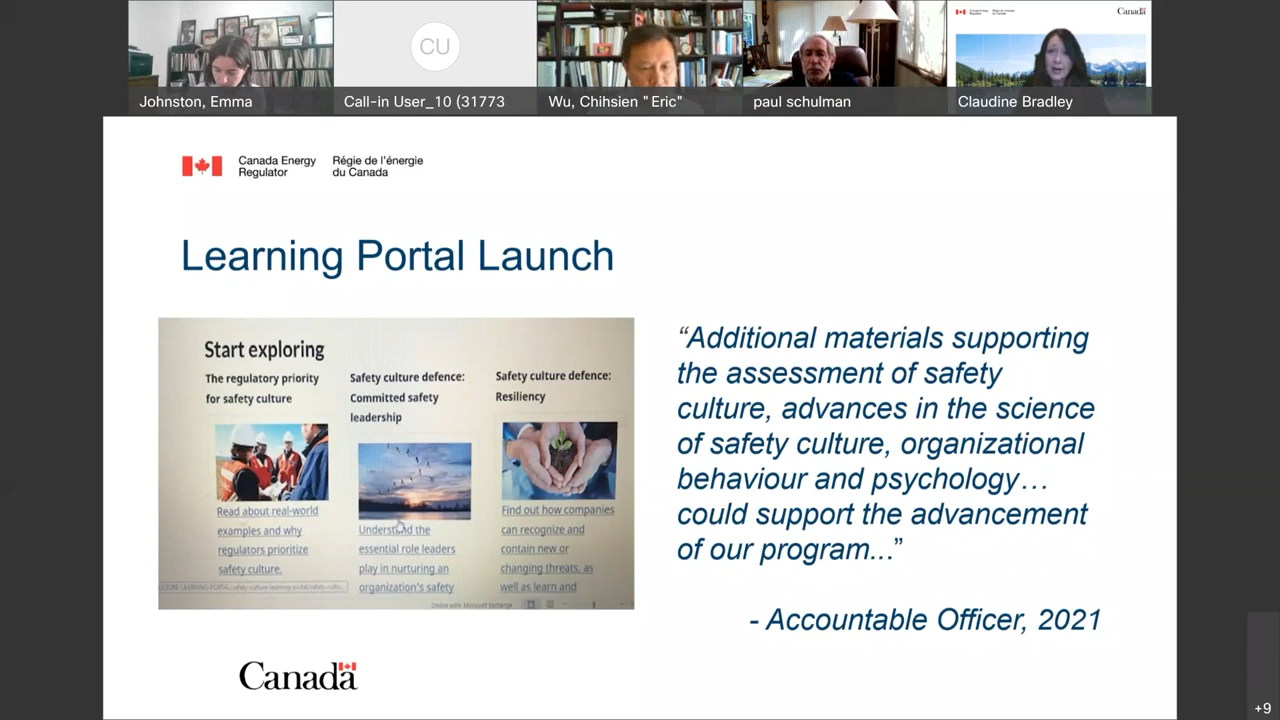 Johnston, Emma
Call-in User_10 (31773
Wu, Chihsien "Eric"
paul schulman
Claudine Bradley
CU
Canada
Canada Energy
Regulator
Régie de l'énergie
du Canada
Learning Portal Launch
Start exploring
The regulatory priority
for safety culture
Read about real-world
examples and why
regulators prioritize
safety culture.
Safety culture defence:
Committed safety
leadership
Understand the
essential role leaders
play in nurturing an
organization's safety
Safety culture defence:
Resiliency
Find out how companies
can recognize and
contain new or
changing threats, as
well as learn and
Online with: Microsoft Exchange
“Additional materials supporting
the assessment of safety
culture, advances in the science
of safety culture, organizational
behaviour and psychology…
could support the advancement
of our program...”
- Accountable Officer, 2021
Canada
+9